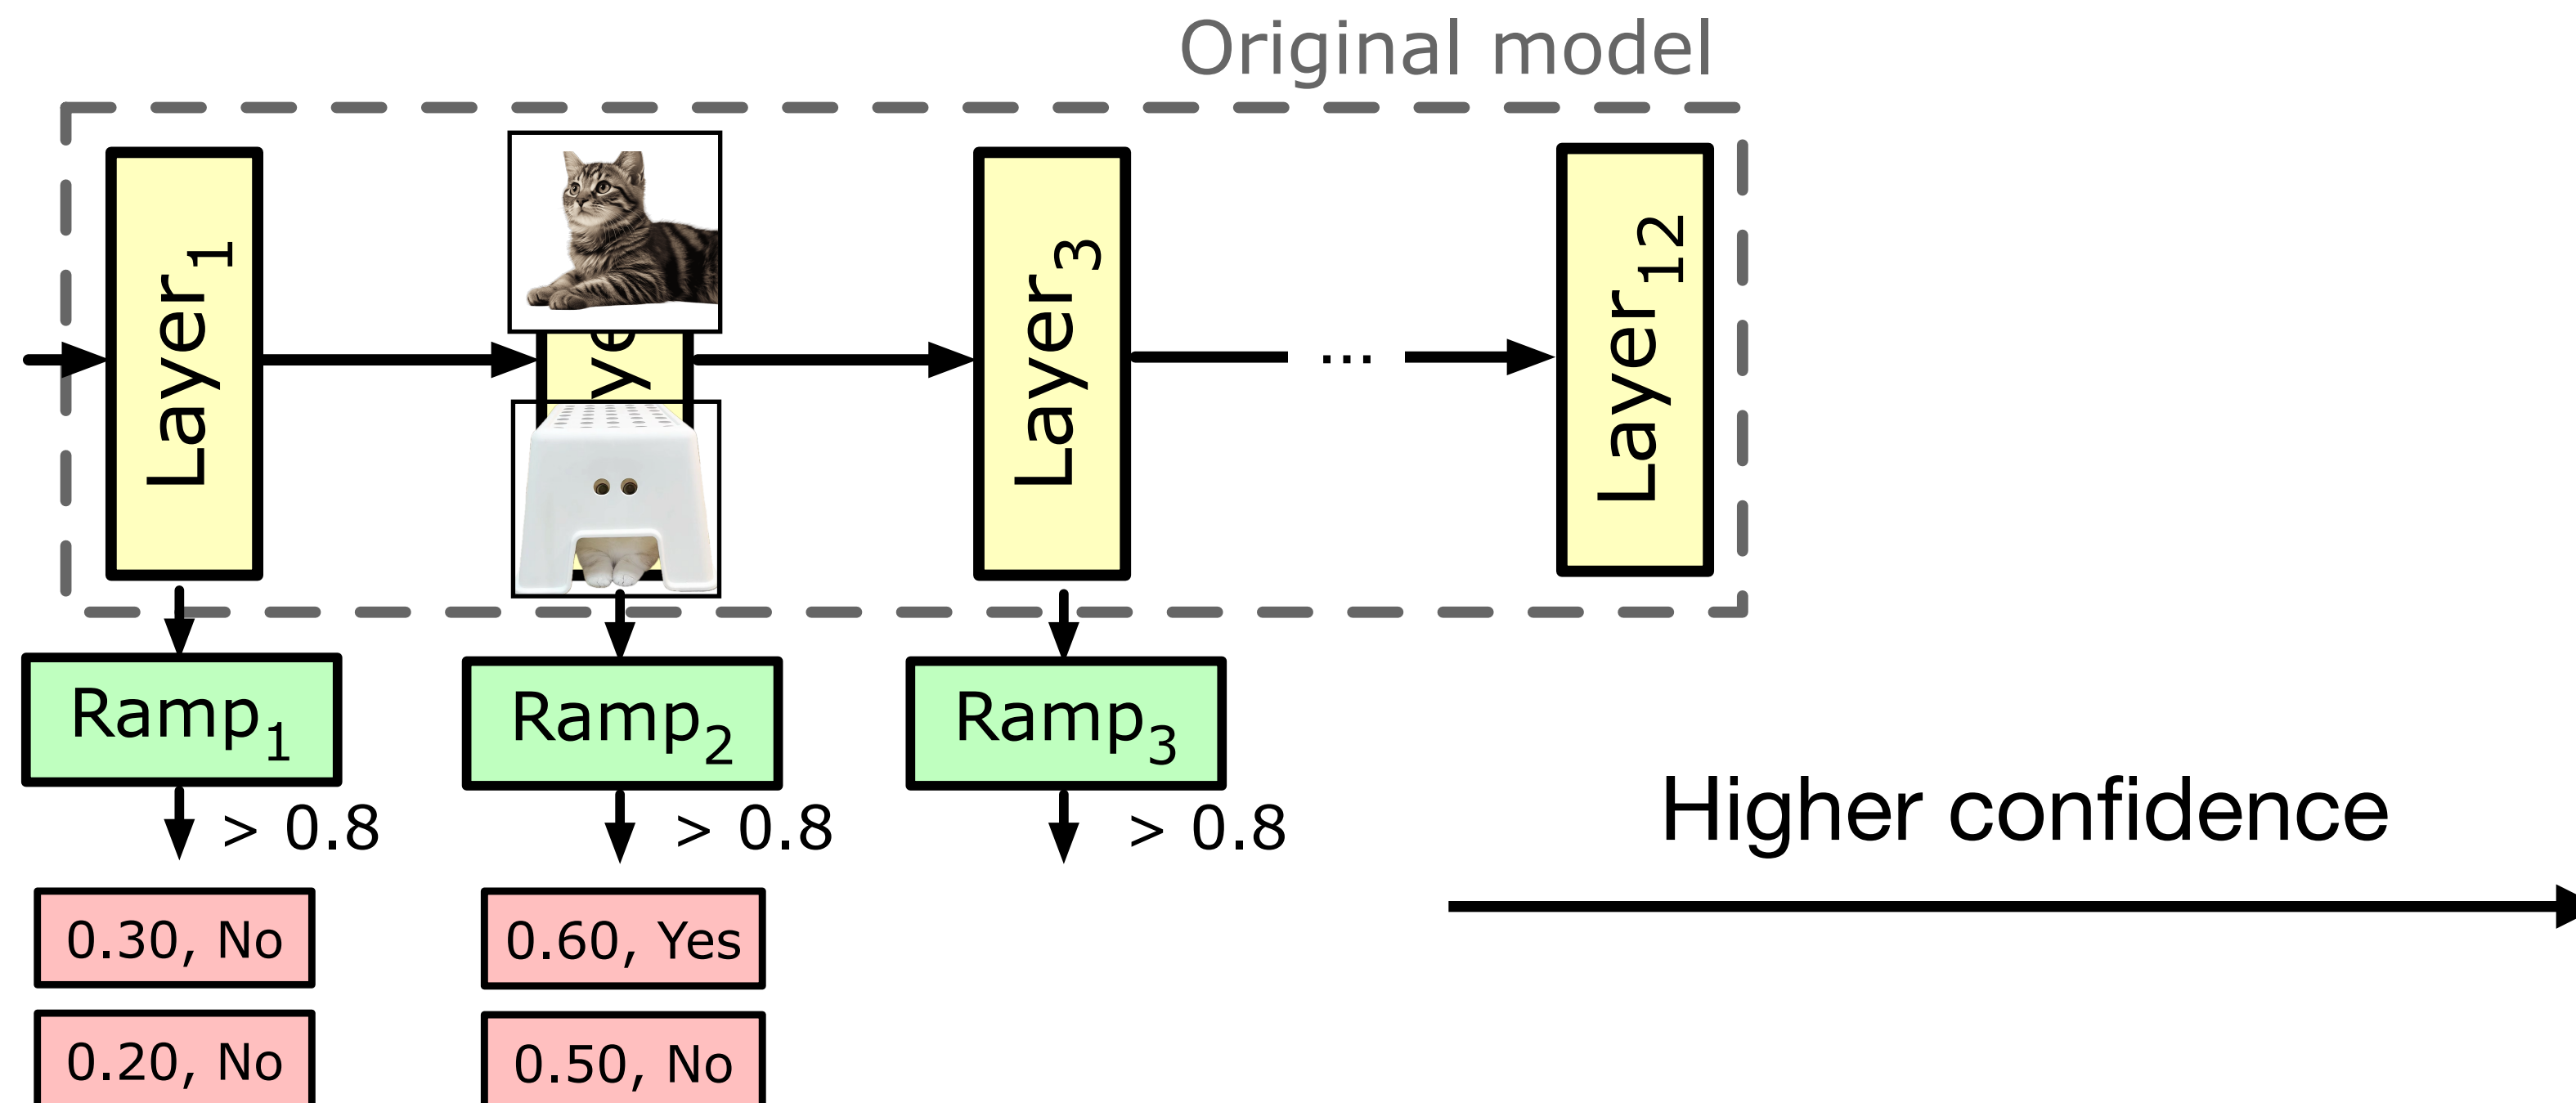 Original model
Layer1
ye
Layer3
...
Layer12
Ramp1
Ramp2
Ramp3
> 0.8
> 0.8
> 0.8
Higher confidence
0.30, No
0.60, Yes
0.20, No
0.50, No